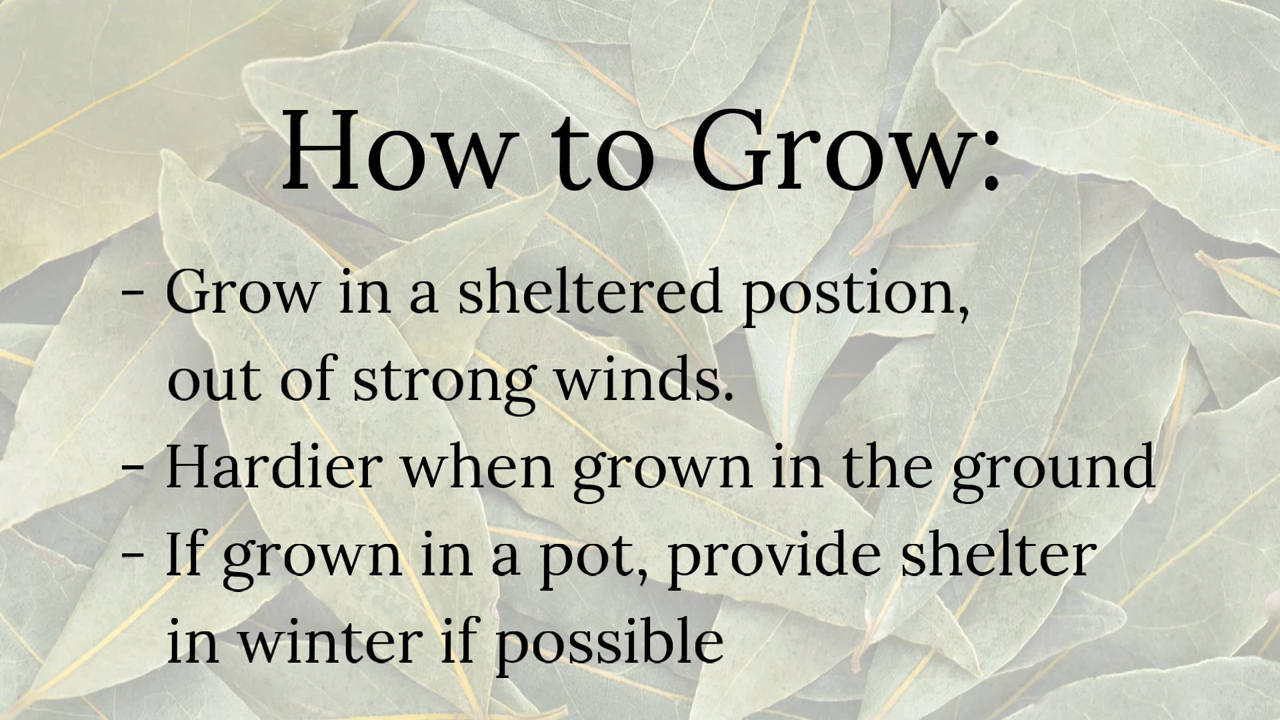 How to Grow:
- Grow in a sheltered postion,
out of strong winds.
- Hardier when grown in the ground
- If grown in a pot, provide shelter
in winter if possible